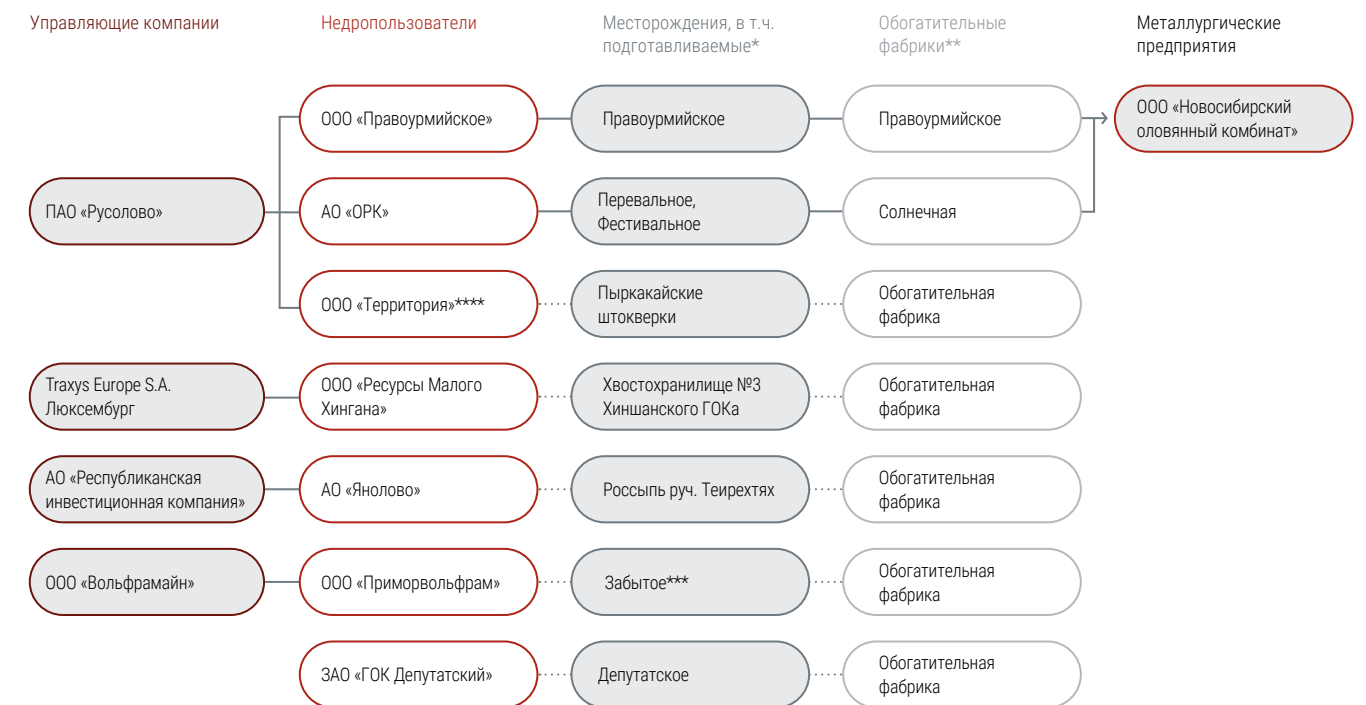 Управляющие компании
Недропользователи
Месторождения, в т.ч.
подготавливаемые*
Обогатительные
фабрики**
Металлургические
предприятия
ООО «Правоурмийское»
Правоурмийское
Правоурмийское
ООО «Новосибирский
оловянный комбинат»
ПАО «Русолово»
АО «ОРК»
Перевальное,
Фестивальное
Солнечная
ООО «Территория»****
Пыркакайские
штокверки
Обогатительная
фабрика
Traxys Europe S.A.
Люксембург
ООО «Ресурсы Малого
Хингана»
Хвостохранилище №3
Хиншанского ГОКа
Обогатительная
фабрика
АО «Республиканская
инвестиционная компания»
АО «Янолово»
Россыпь руч. Теирехтях
Обогатительная
фабрика
ООО «Вольфрамайн»
ООО «Приморвольфрам»
Забытое***
Обогатительная
фабрика
ЗАО «ГОК Депутатский»
Депутатское
Обогатительная
фабрика